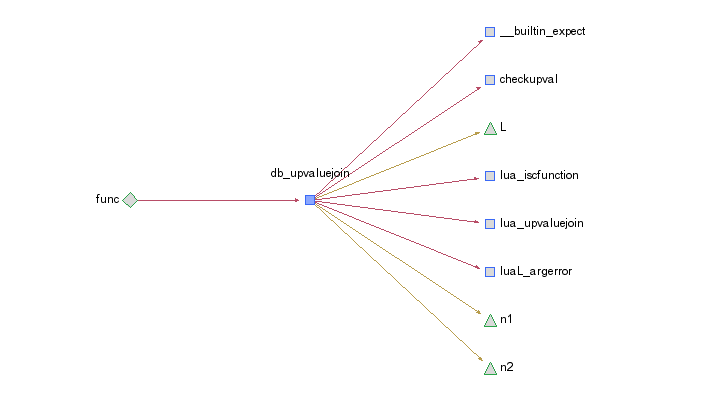 __builtin_expect
checkupval
L
db_upvaluejoin
lua_iscfunction
func
lua_upvaluejoin
luaL_argerror
n1
n2